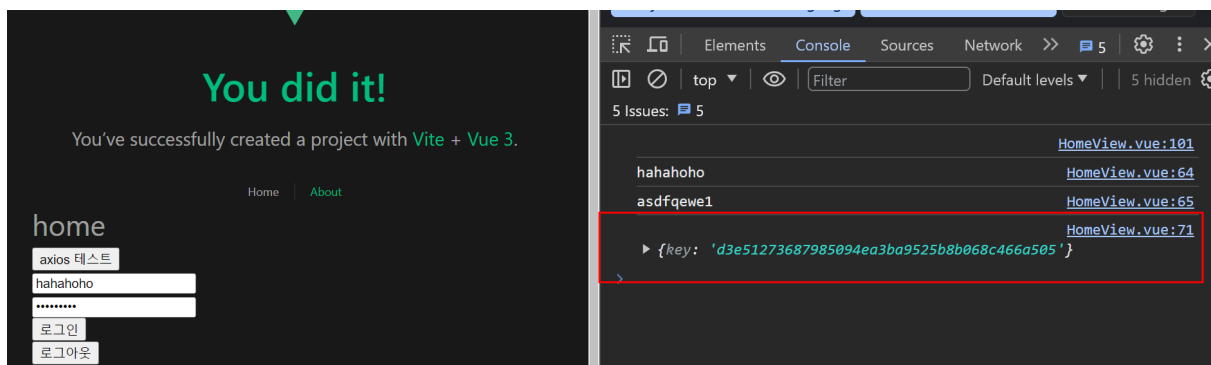 You did it!
You've successfully created a project with Vite + Vue 3.
Home
About
home
axios 테스트
hahahoho
•••••••••
로그인
로그아웃
Elements Console Sources Network 5
top Filter Default levels 5 hidden
5 Issues: 5
HomeView.vue:101
hahahoho HomeView.vue:64
asdfqewe1 HomeView.vue:65
HomeView.vue:71
{key: 'd3e51273687985094ea3ba9525b8b068c466a505'}